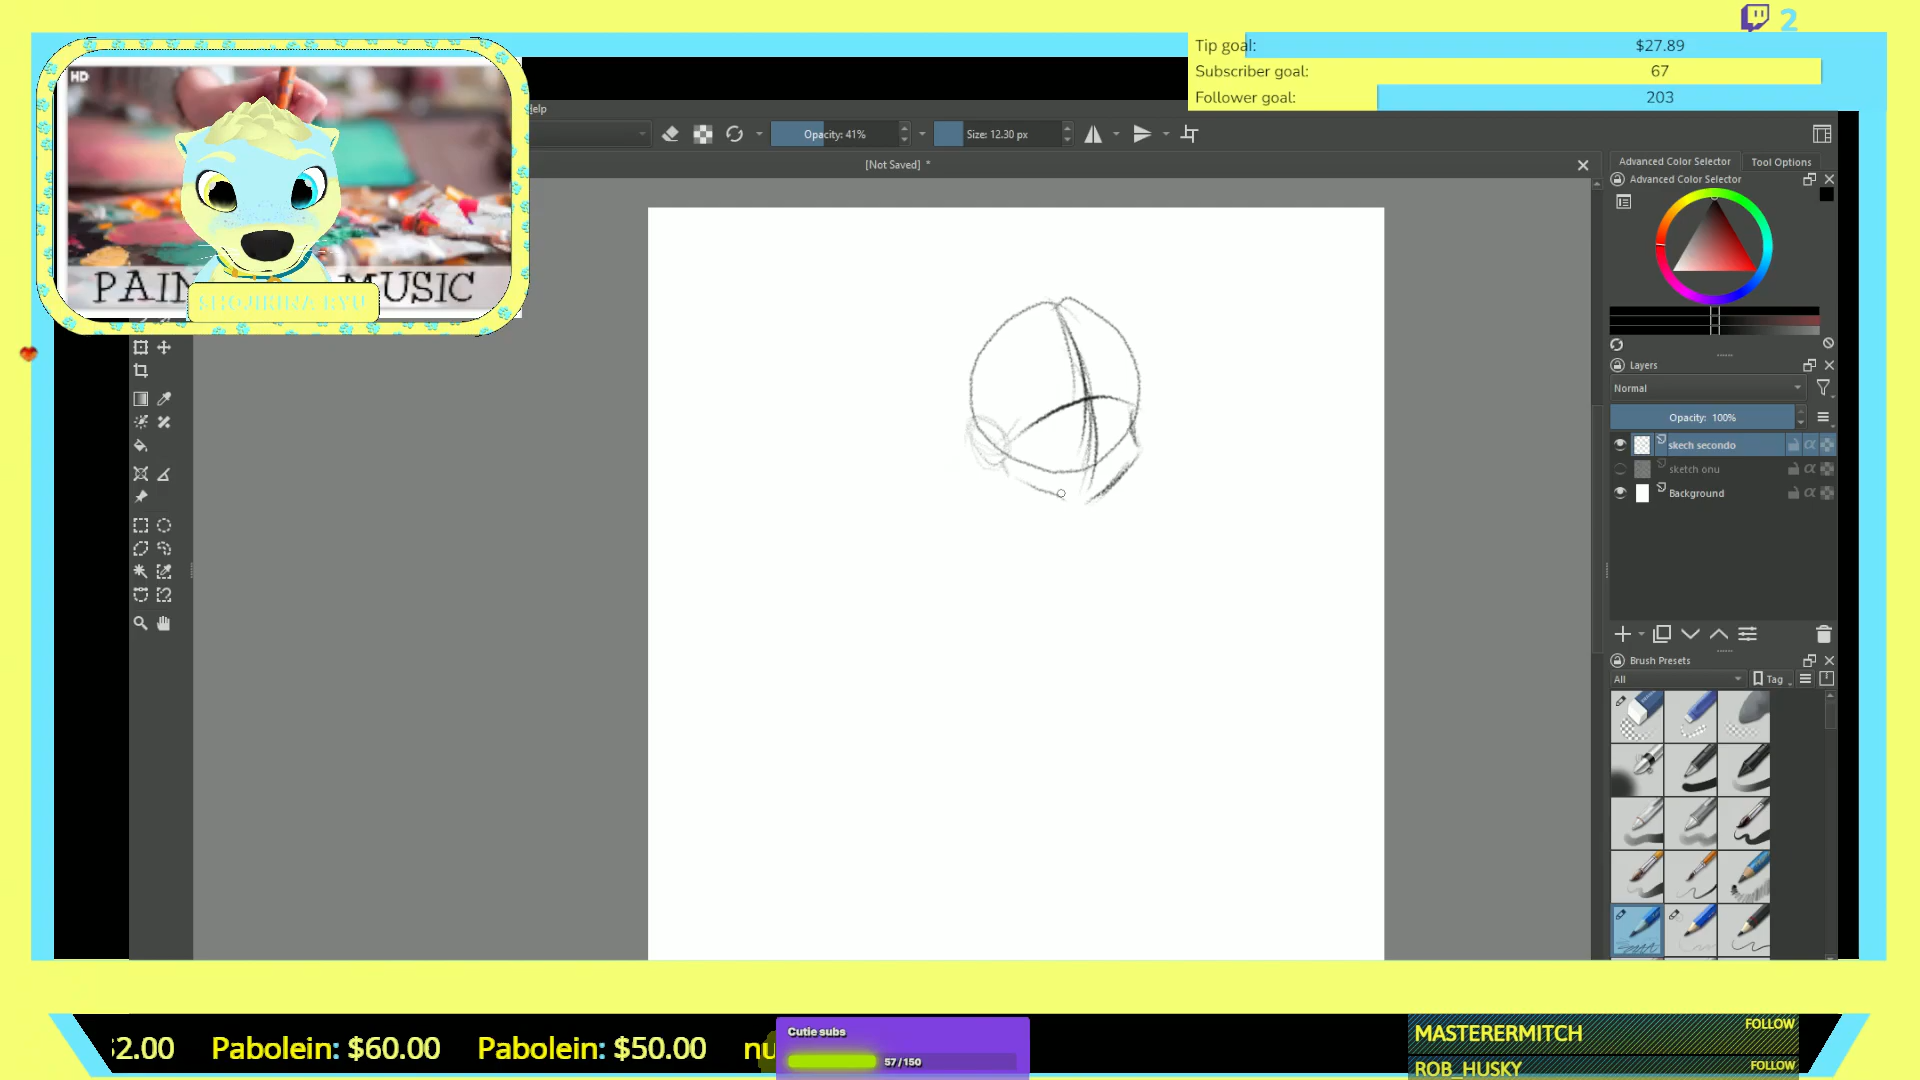 2
Tip goal: $27.89
Subscriber goal: 67
Follower goal: 203
HD
SHOJIKINA RYU
USIC
elp
Opacity: 41%
Size: 12.30 px
[Not Saved] *
Advanced Color Selector
Tool Options
Advanced Color Selector
Layers
Normal
Opacity: 100%
skech secondo
sketch onu
Background
Brush Presets
All
Tag
2.00 Pabolein: $60.00 Pabolein: $50.00 nu
Cutie subs
57/150
MASTERERMITCH FOLLOW
ROB_HUSKY FOLLOW